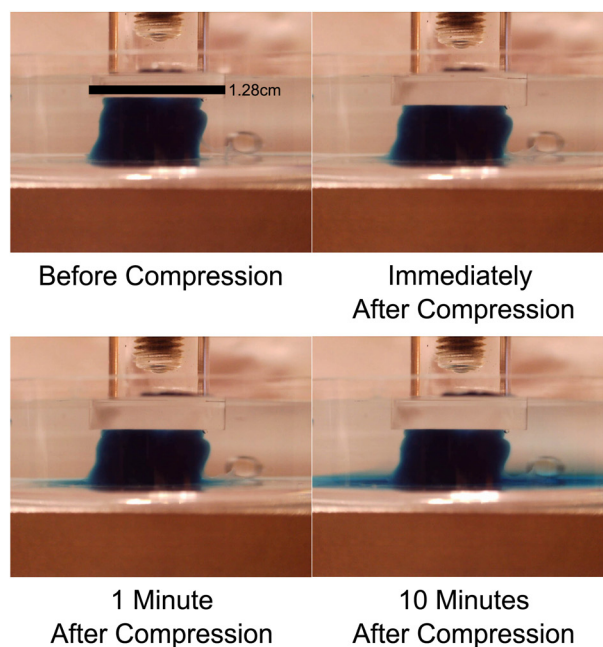 1.28cm
Before Compression
Immediately
After Compression
1 Minute
After Compression
10 Minutes
After Compression